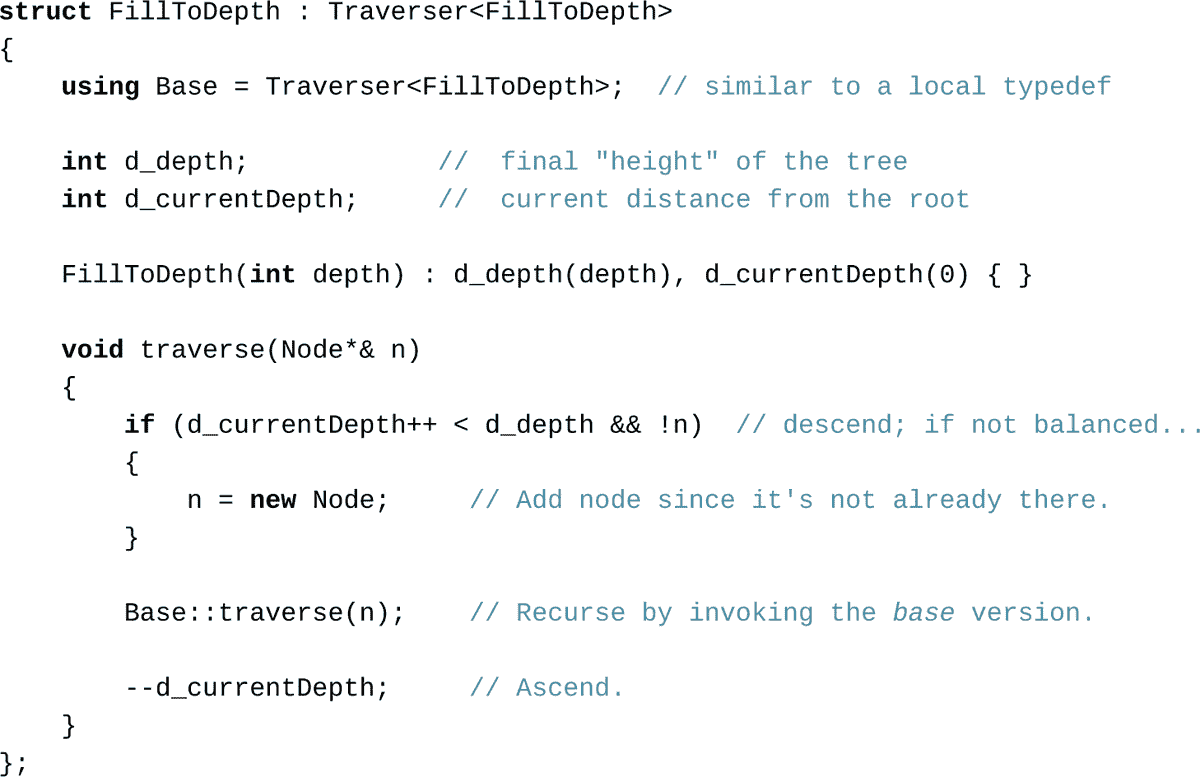 struct FillToDepth : Traverser<FillToDepth>
{
    using Base = Traverser<FillToDepth>;  // similar to a local typedef

    int d_depth;            //  final "height" of the tree
    int d_currentDepth;     //  current distance from the root

    FillToDepth(int depth) : d_depth(depth), d_currentDepth(0) { }

    void traverse(Node*& n)
    {
        if (d_currentDepth++ < d_depth && !n)  // descend; if not balanced...
        {
            n = new Node;     // Add node since it's not already there.
        }

        Base::traverse(n);    // Recurse by invoking the base version.

        --d_currentDepth;     // Ascend.
    }
};